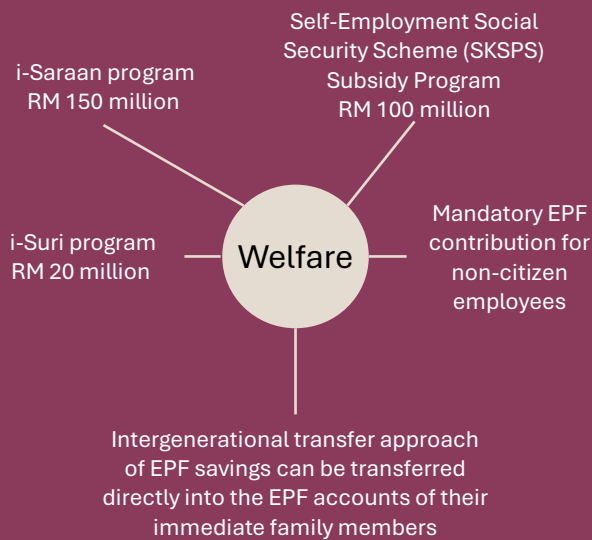 Self-Employment Social
Security Scheme (SKSPS)
Subsidy Program
RM 100 million
i-Saraan program
RM 150 million
i-Suri program
RM 20 million
Welfare
Mandatory EPF
contribution for
non-citizen
employees
Intergenerational transfer approach
of EPF savings can be transferred
directly into the EPF accounts of their
immediate family members